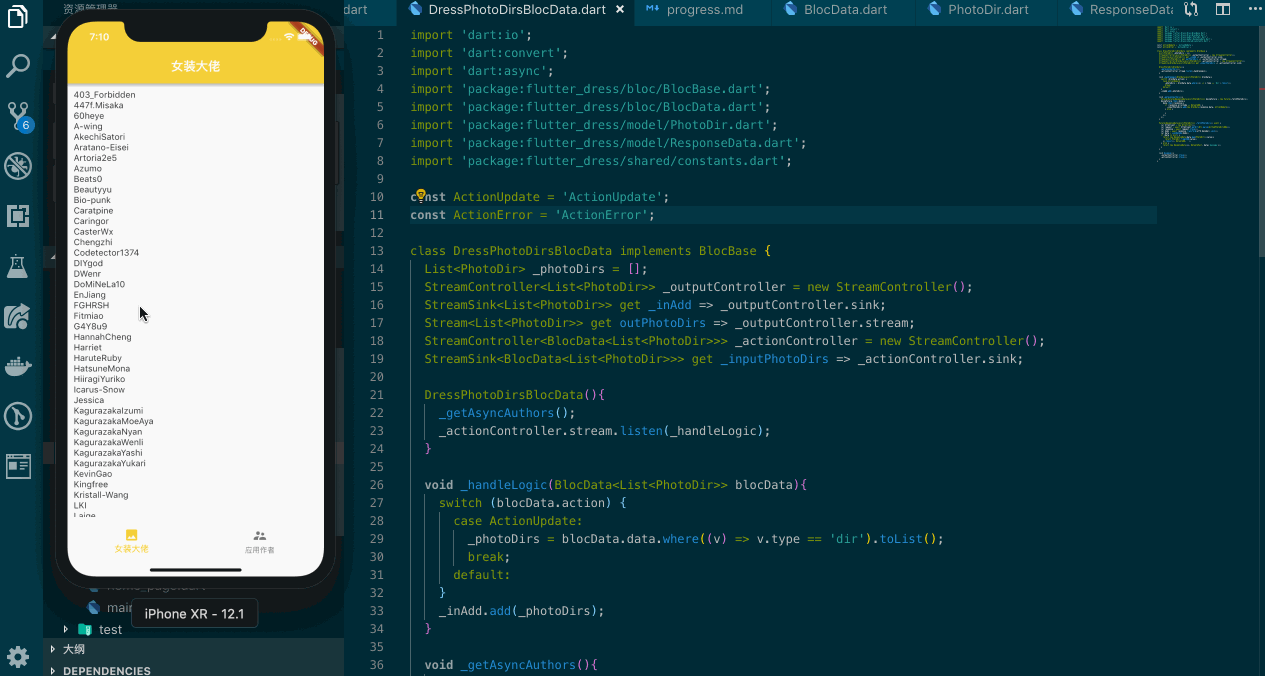 资源管理器
dart
DressPhotoDirsBlocData.dart ×
progress.md
BlocData.dart
PhotoDir.dart
ResponseData
7:10
DEBUG
女装大佬
403_Forbidden
447f.Misaka
60heye
A-wing
AkechiSatori
Aratano-Eisei
Artoria2e5
Azumo
Beats0
Beautyyu
Bio-punk
Caratpine
Caringor
CasterWx
Chengzhi
Codetector1374
DIYgod
DWenr
DoMiNeLa10
EnJiang
FGHRSH
Fitmiao
G4Y8u9
HannahCheng
Harriet
HaruteRuby
HatsuneMona
HiiragiYuriko
Icarus-Snow
Jessica
KagurazakaIzumi
KagurazakaMoeAya
KagurazakaNyan
KagurazakaWenli
KagurazakaYashi
KagurazakaYukari
KevinGao
Kingfree
Kristall-Wang
LKI
Laige
女装大佬
应用作者
6
home_page.dart
main
iPhone XR - 12.1
test
大纲
DEPENDENCIES
1 import 'dart:io';
2 import 'dart:convert';
3 import 'dart:async';
4 import 'package:flutter_dress/bloc/BlocBase.dart';
5 import 'package:flutter_dress/bloc/BlocData.dart';
6 import 'package:flutter_dress/model/PhotoDir.dart';
7 import 'package:flutter_dress/model/ResponseData.dart';
8 import 'package:flutter_dress/shared/constants.dart';
9
10 const ActionUpdate = 'ActionUpdate';
11 const ActionError = 'ActionError';
12
13 class DressPhotoDirsBlocData implements BlocBase {
14 List<PhotoDir> _photoDirs = [];
15 StreamController<List<PhotoDir>> _outputController = new StreamController();
16 StreamSink<List<PhotoDir>> get _inAdd => _outputController.sink;
17 Stream<List<PhotoDir>> get outPhotoDirs => _outputController.stream;
18 StreamController<BlocData<List<PhotoDir>>> _actionController = new StreamController();
19 StreamSink<BlocData<List<PhotoDir>>> get _inputPhotoDirs => _actionController.sink;
20
21 DressPhotoDirsBlocData(){
22 _getAsyncAuthors();
23 _actionController.stream.listen(_handleLogic);
24 }
25
26 void _handleLogic(BlocData<List<PhotoDir>> blocData){
27 switch (blocData.action) {
28 case ActionUpdate:
29 _photoDirs = blocData.data.where((v) => v.type == 'dir').toList();
30 break;
31 default:
32 }
33 _inAdd.add(_photoDirs);
34 }
35
36 void _getAsyncAuthors(){